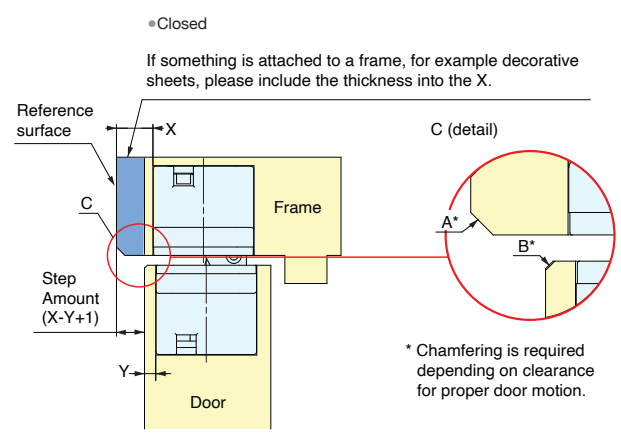 ●Closed
If something is attached to a frame, for example decorative
sheets, please include the thickness into the X.
Reference
surface
X
C (detail)
C
Frame
A*
B*
Step
Amount
(X-Y+1)
* Chamfering is required
depending on clearance
for proper door motion.
Y
Door